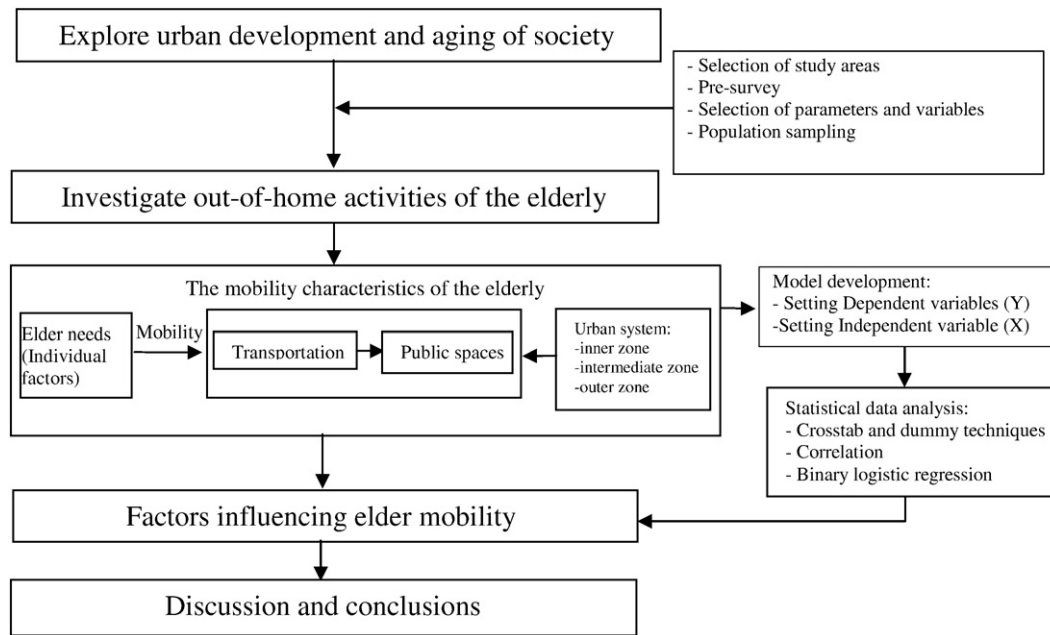 Explore urban development and aging of society
- Selection of study areas
- Pre-survey
- Selection of parameters and variables
- Population sampling
Investigate out-of-home activities of the elderly
The mobility characteristics of the elderly
Elder needs
(Individual
factors)
Mobility
Transportation
Public spaces
Urban system:
-inner zone
-intermediate zone
-outer zone
Model development:
- Setting Dependent variables (Y)
-Setting Independent variable (X)
Statistical data analysis:
- Crosstab and dummy techniques
- Correlation
- Binary logistic regression
Factors influencing elder mobility
Discussion and conclusions